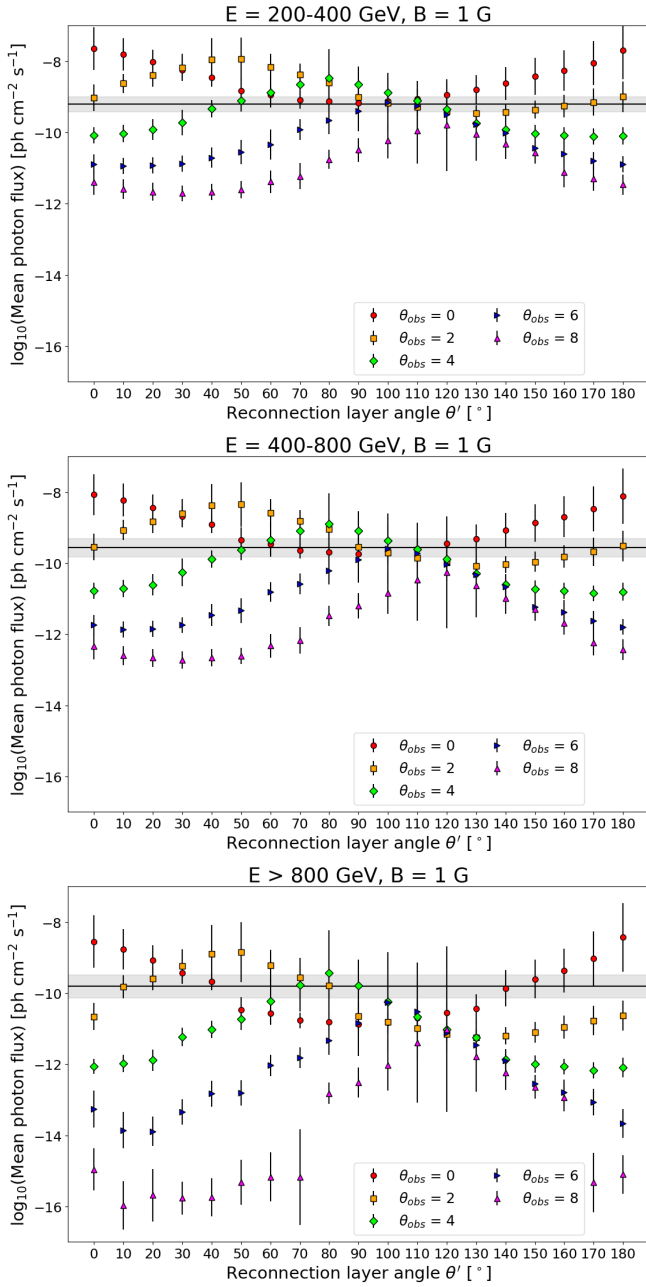 E = 200-400 GeV, B = 1 G
log₁₀(Mean photon flux) [ph cm⁻² s⁻¹]
−8
−10
−12
−14
−16
θobs = 0
θobs = 2
θobs = 4
θobs = 6
θobs = 8
0 10 20 30 40 50 60 70 80 90 100 110 120 130 140 150 160 170 180
Reconnection layer angle θ′ [°]
E = 400-800 GeV, B = 1 G
log₁₀(Mean photon flux) [ph cm⁻² s⁻¹]
−8
−10
−12
−14
−16
θobs = 0
θobs = 2
θobs = 4
θobs = 6
θobs = 8
0 10 20 30 40 50 60 70 80 90 100 110 120 130 140 150 160 170 180
Reconnection layer angle θ′ [°]
E > 800 GeV, B = 1 G
log₁₀(Mean photon flux) [ph cm⁻² s⁻¹]
−8
−10
−12
−14
−16
θobs = 0
θobs = 2
θobs = 4
θobs = 6
θobs = 8
0 10 20 30 40 50 60 70 80 90 100 110 120 130 140 150 160 170 180
Reconnection layer angle θ′ [°]